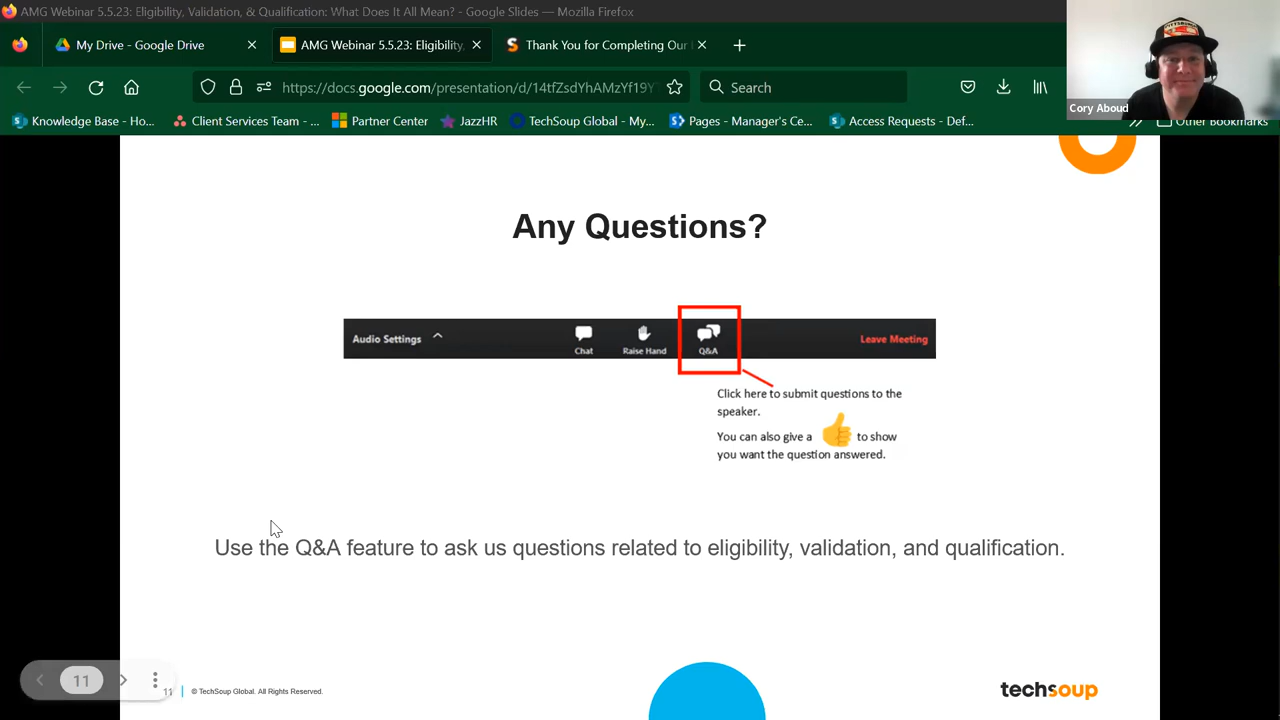 AMG Webinar 5.5.23: Eligibility, Validation, & Qualification: What Does It All Mean? - Google Slides — Mozilla Firefox
My Drive - Google Drive
AMG Webinar 5.5.23: Eligibility,
Thank You for Completing Our
https://docs.google.com/presentation/d/14tfZsdYhAMzYf19Y
Search
Cory Aboud
Knowledge Base - Ho...
Client Services Team - ...
JazzHR
TechSoup Global - My...
Pages - Manager's Ce...
Access Requests - Def...
Other Bookmarks
Any Questions?
Audio Settings
Chat
Raise Hand
Q&A
Leave Meeting
Click here to submit questions to the
speaker.
You can also give a to show
you want the question answered.
Use the Q&A feature to ask us questions related to eligibility, validation, and qualification.
11
11
© TechSoup Global. All Rights Reserved.
techsoup